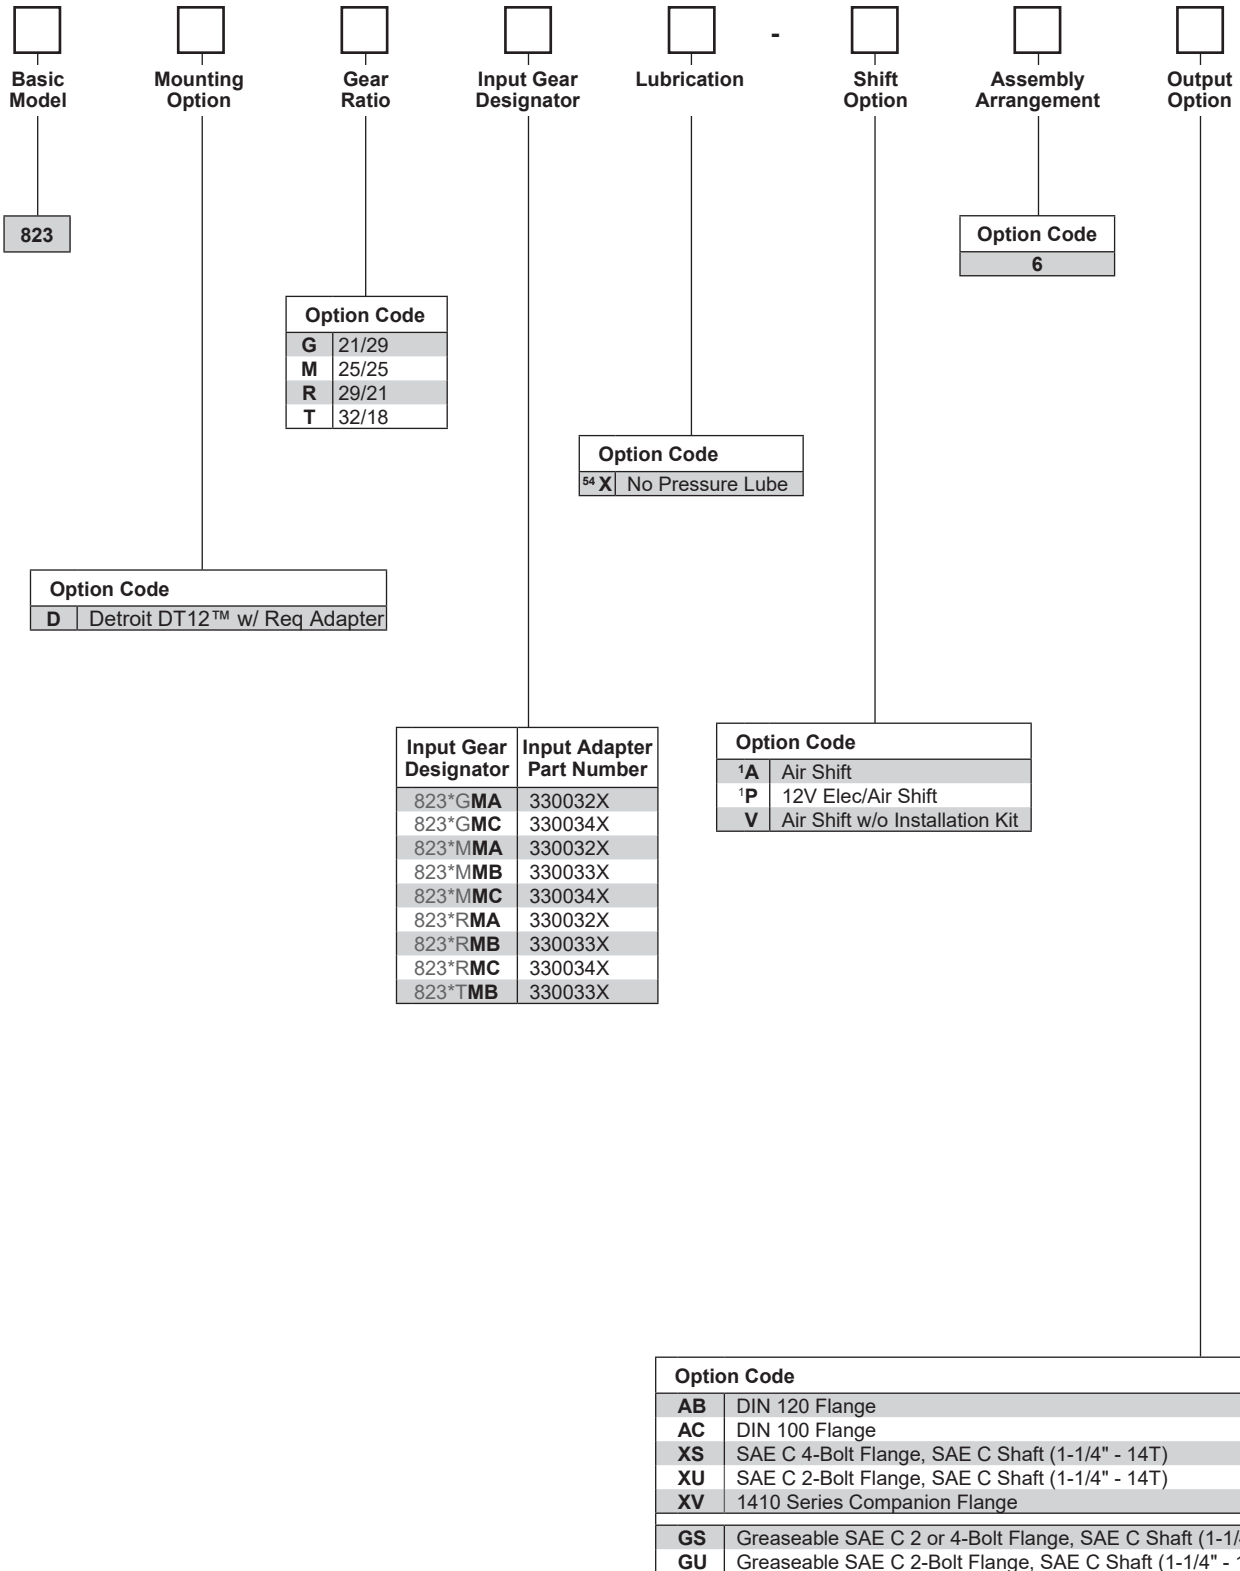 -
Basic Model
Mounting Option
Gear Ratio
Input Gear Designator
Lubrication
Shift Option
Assembly Arrangement
Output Option
823
Option Code
6
Option Code
G 21/29
M 25/25
R 29/21
T 32/18
Option Code
54 X No Pressure Lube
Option Code
D Detroit DT12™ w/ Req Adapter
Input Gear Designator Input Adapter Part Number
823*GMA 330032X
823*GMC 330034X
823*MMA 330032X
823*MMB 330033X
823*MMC 330034X
823*RMA 330032X
823*RMB 330033X
823*RMC 330034X
823*TMB 330033X
Option Code
1A Air Shift
1P 12V Elec/Air Shift
V Air Shift w/o Installation Kit
Option Code
AB DIN 120 Flange
AC DIN 100 Flange
XS SAE C 4-Bolt Flange, SAE C Shaft (1-1/4" - 14T)
XU SAE C 2-Bolt Flange, SAE C Shaft (1-1/4" - 14T)
XV 1410 Series Companion Flange
GS Greaseable SAE C 2 or 4-Bolt Flange, SAE C Shaft
GU Greaseable SAE C 2-Bolt Flange, SAE C Shaft (1-1/4" -